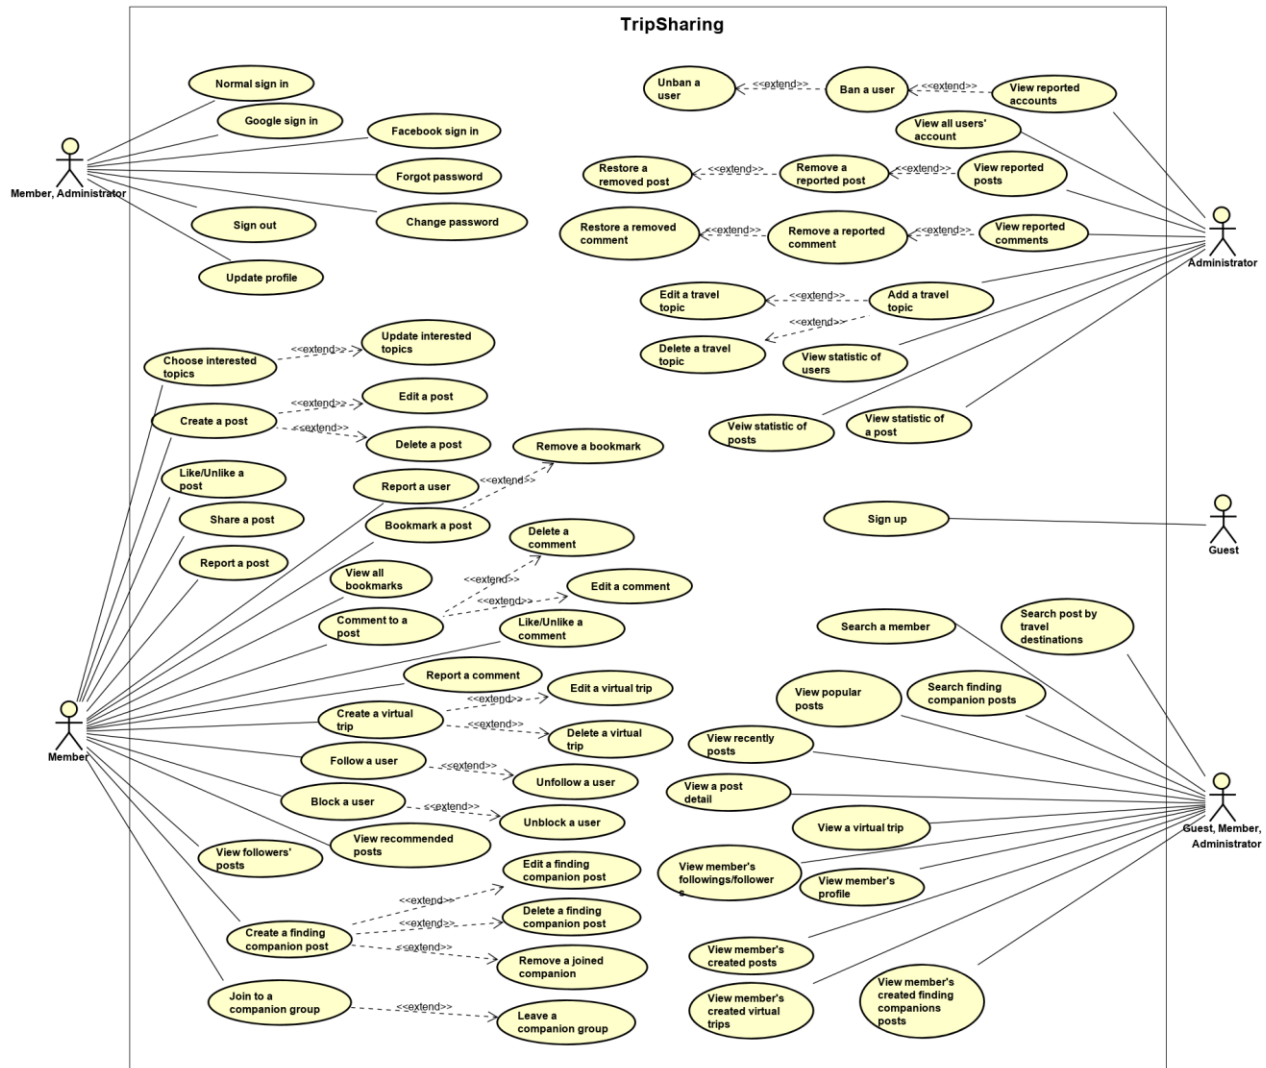 TripSharing
Normal sign in
Google sign in
Facebook sign in
Forgot password
Change password
Sign out
Update profile
Member, Administrator
Unban a
user
<<extend>>
Ban a user
<<extend>>
View reported
accounts
View all users'
account
Restore a
removed post
<<extend>>
Remove a
reported post
<<extend>>
View reported
posts
Restore a removed
comment
<<extend>>
Remove a reported
comment
<<extend>>
View reported
comments
Administrator
Edit a travel
topic
<<extend>>
Add a travel
topic
<<extend>>
Delete a travel
topic
View statistic of
users
Veiw statistic of
posts
View statistic of
a post
Choose interested
topics
<<extend>>
Update interested
topics
Create a post
<<extend>>
Edit a post
<<extend>>
Delete a post
Like/Unlike a
post
Share a post
Report a post
Report a user
Bookmark a post
<<extend>>
Remove a bookmark
View all
bookmarks
Comment to a
post
<<extend>>
Delete a
comment
<<extend>>
Edit a comment
Like/Unlike a
comment
Report a comment
Create a virtual
trip
<<extend>>
Edit a virtual trip
<<extend>>
Delete a virtual
trip
Member
Follow a user
<<extend>>
Unfollow a user
Block a user
<<extend>>
Unblock a user
View recommended
posts
View followers'
posts
Create a finding
companion post
<<extend>>
Edit a finding
companion post
<<extend>>
Delete a finding
companion post
<<extend>>
Remove a joined
companion
Join to a
companion group
<<extend>>
Leave a
companion group
Sign up
Guest
Search a member
Search post by
travel
destinations
View popular
posts
Search finding
companion posts
View recently
posts
View a post
detail
View a virtual trip
Guest, Member,
Administrator
View member's
followings/follower
s
View member's
profile
View member's
created posts
View member's
created virtual
trips
View member's
created finding
companions
posts